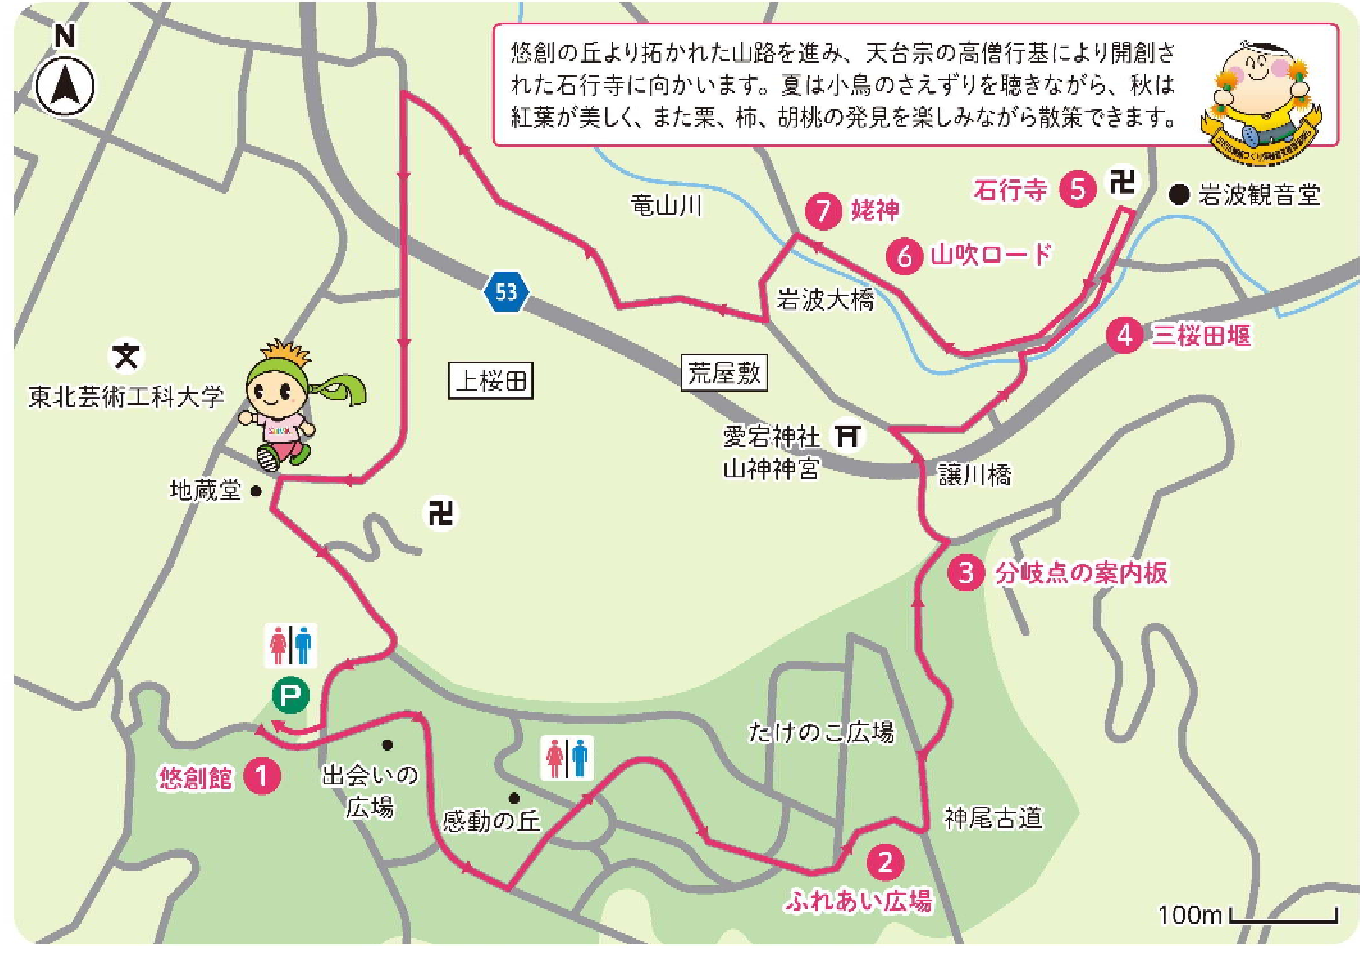 N
悠創の丘より拓かれた山路を進み、天台宗の高僧行基により開創さ
れた石行寺に向かいます。夏は小鳥のさえずりを聴きながら、秋は
紅葉が美しく、また栗、柿、胡桃の発見を楽しみながら散策できます。
石行寺 5
岩波観音堂
竜山川
7 姥神
6 山吹ロード
53
岩波大橋
4 三桜田堰
文
東北芸術工科大学
上桜田
荒屋敷
愛宕神社
山神神宮
譲川橋
地蔵堂
3 分岐点の案内板
P
たけのこ広場
悠創館 1
出会いの
広場
感動の丘
神尾古道
2
ふれあい広場
100m